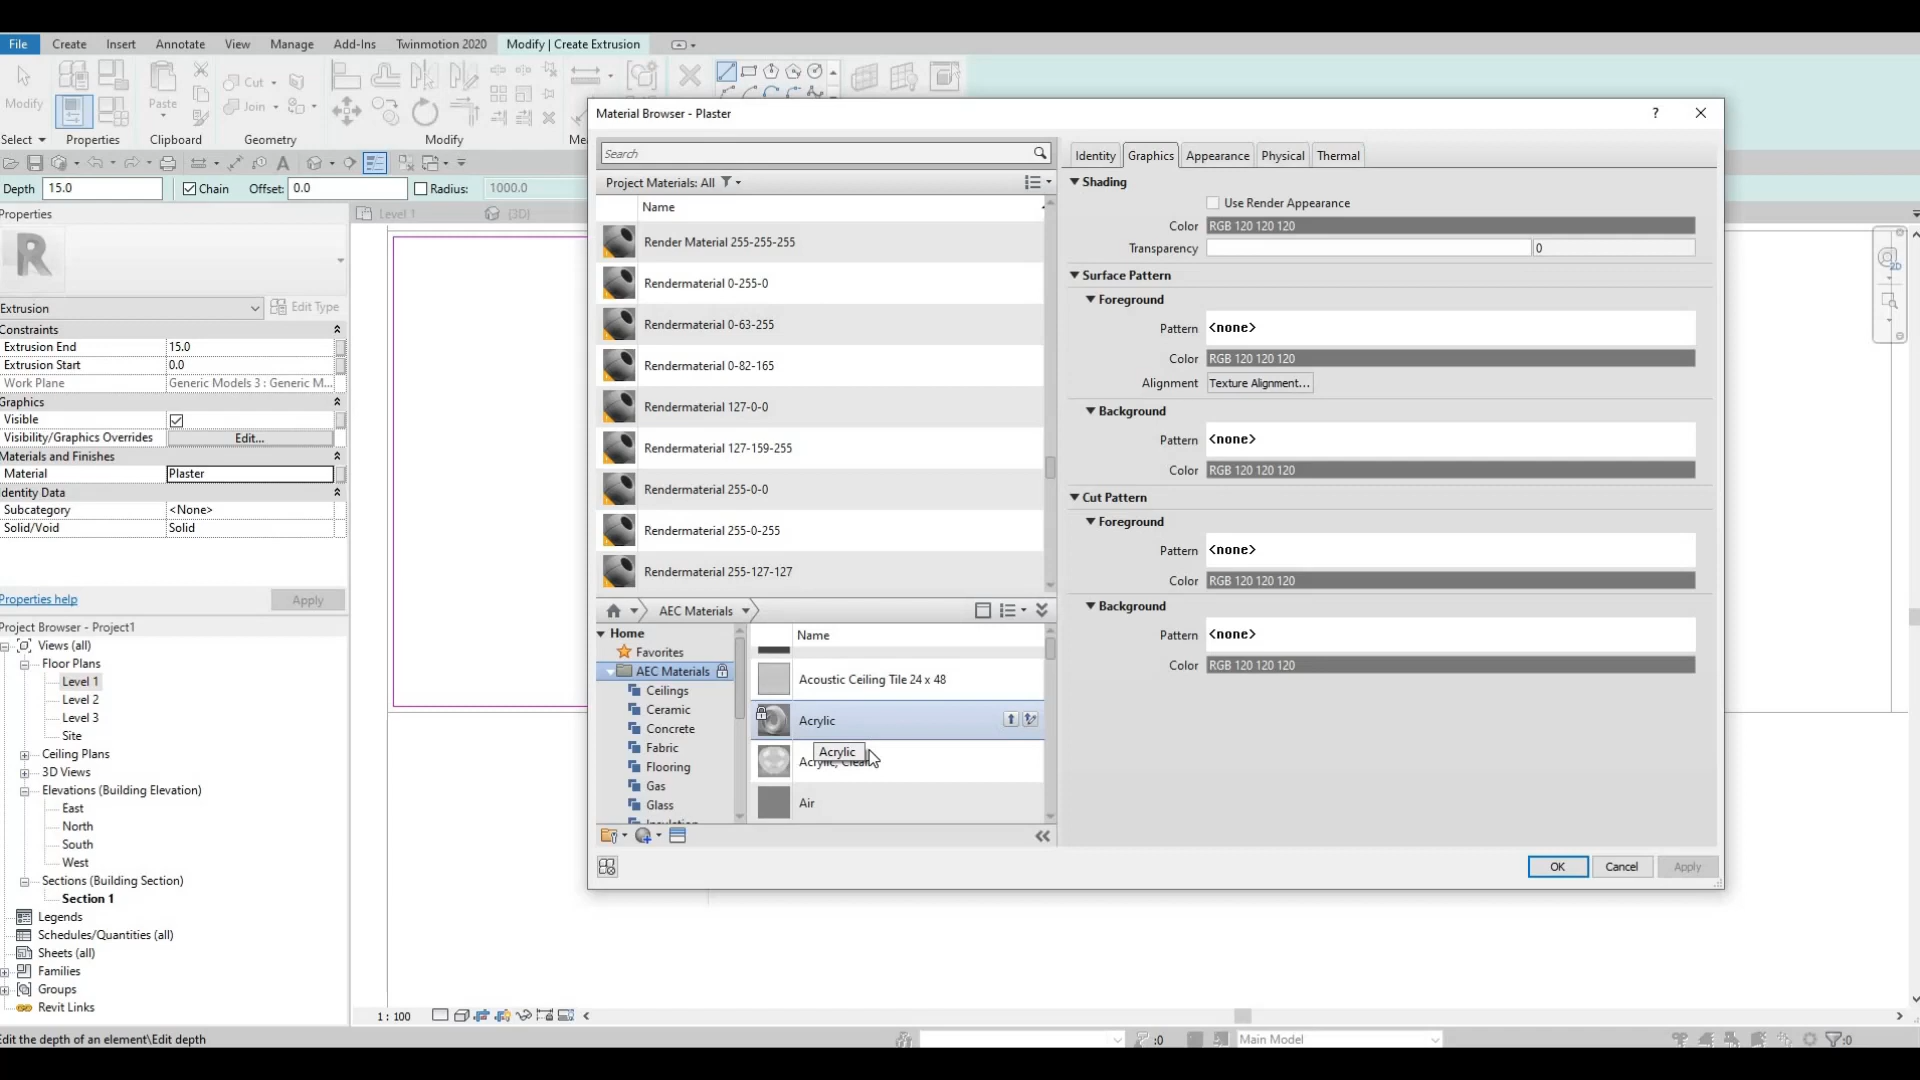 File Create Insert Annotate View Manage Add-Ins Twinmotion 2020 Modify | Create Extrusion
Modify Paste Cut Join
Select Properties Clipboard Geometry Modify
Depth 15.0 Chain Offset: 0.0 Radius: 1000.0
Properties
Level 1 {3D}
R
Extrusion Edit Type
Constraints
Extrusion End 15.0
Extrusion Start 0.0
Work Plane Generic Models 3 : Generic M...
Graphics
Visible
Visibility/Graphics Overrides Edit...
Materials and Finishes
Material Plaster
Identity Data
Subcategory <None>
Solid/Void Solid
Properties help Apply
Project Browser - Project1
Views (all)
Floor Plans
Level 1
Level 2
Level 3
Site
Ceiling Plans
3D Views
Elevations (Building Elevation)
East
North
South
West
Sections (Building Section)
Section 1
Legends
Schedules/Quantities (all)
Sheets (all)
Families
Groups
Revit Links
Material Browser - Plaster
?
Search
Project Materials: All
Name
Render Material 255-255-255
Rendermaterial 0-255-0
Rendermaterial 0-63-255
Rendermaterial 0-82-165
Rendermaterial 127-0-0
Rendermaterial 127-159-255
Rendermaterial 255-0-0
Rendermaterial 255-0-255
Rendermaterial 255-127-127
AEC Materials
Home
Favorites
AEC Materials
Ceilings
Ceramic
Concrete
Fabric
Flooring
Gas
Glass
Insulation
Name
Acoustic Ceiling Tile 24 x 48
Acrylic
Acrylic
Acrylic, Clear
Air
Identity Graphics Appearance Physical Thermal
Shading
Use Render Appearance
Color RGB 120 120 120
Transparency 0
Surface Pattern
Foreground
Pattern <none>
Color RGB 120 120 120
Alignment Texture Alignment...
Background
Pattern <none>
Color RGB 120 120 120
Cut Pattern
Foreground
Pattern <none>
Color RGB 120 120 120
Background
Pattern <none>
Color RGB 120 120 120
OK Cancel Apply
2D
1 : 100
Edit the depth of an element\Edit depth
:0 Main Model :0